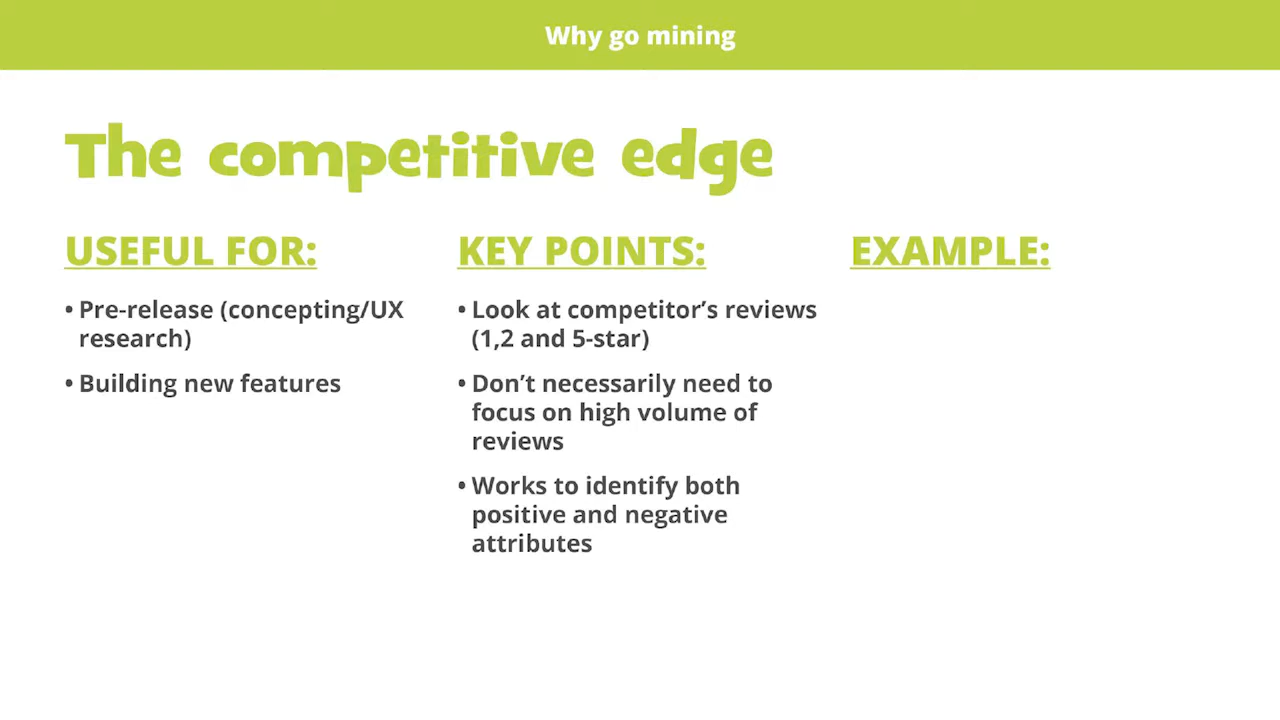 Why go mining
The competitive edge
USEFUL FOR:
• Pre-release (concepting/UX
research)
• Building new features
KEY POINTS:
• Look at competitor’s reviews
(1,2 and 5-star)
• Don’t necessarily need to
focus on high volume of
reviews
• Works to identify both
positive and negative
attributes
EXAMPLE: